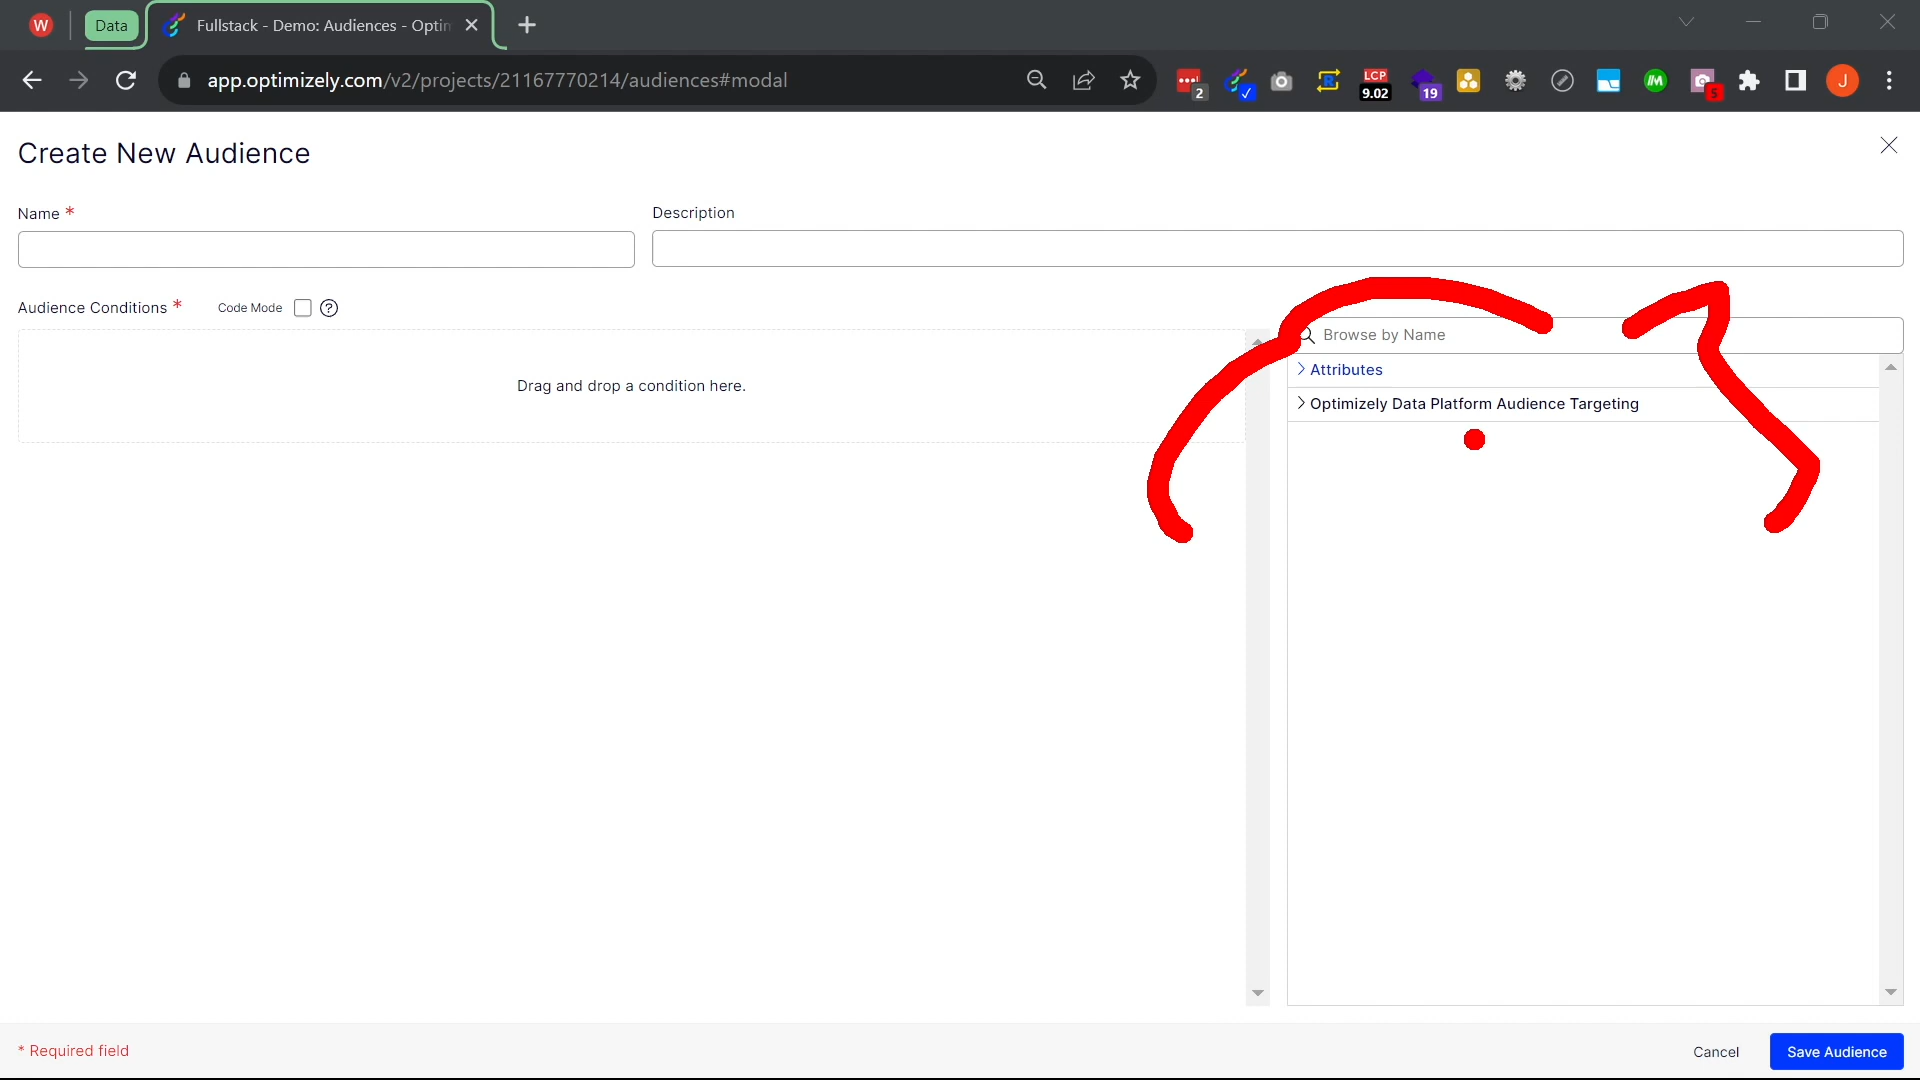 W
Data
Fullstack - Demo: Audiences - Optin
app.optimizely.com/v2/projects/21167770214/audiences#modal
2
LCP
9.02
19
5
J
Create New Audience
Name *
Description
Audience Conditions *
Code Mode
?
Browse by Name
Attributes
Drag and drop a condition here.
Optimizely Data Platform Audience Targeting
* Required field
Cancel
Save Audience